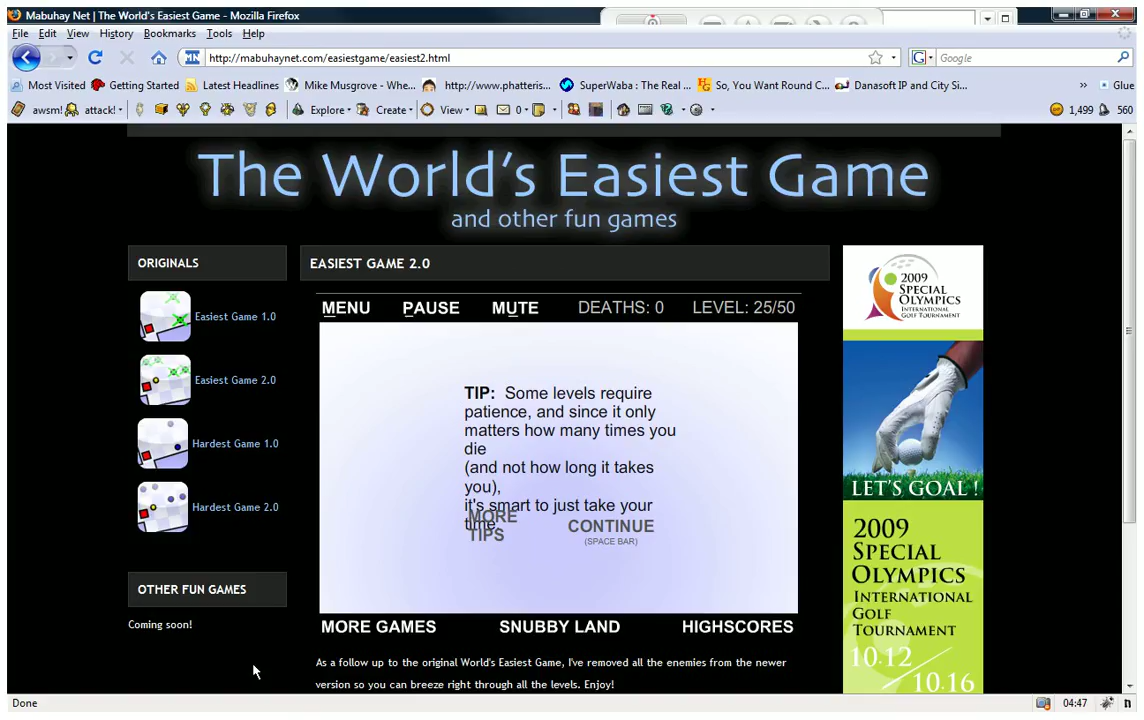 Mabuhay Net | The World's Easiest Game - Mozilla Firefox
File Edit View History Bookmarks Tools Help
http://mabuhaynet.com/easiestgame/easiest2.html
Google
Most Visited Getting Started Latest Headlines Mike Musgrove - Whe... http://www.phatteris... SuperWaba : The Real ... So, You Want Round C... Danasoft IP and City Si... » Glue
awsm! attack! Explore Create View 0 1,499 560
The World's Easiest Game
and other fun games
ORIGINALS
Easiest Game 1.0
Easiest Game 2.0
Hardest Game 1.0
Hardest Game 2.0
OTHER FUN GAMES
Coming soon!
EASIEST GAME 2.0
MENU PAUSE MUTE DEATHS: 0 LEVEL: 25/50
TIP: Some levels require
patience, and since it only
matters how many times you
die
(and not how long it takes
you),
it's smart to just take your
time.
MORE
TIPS
CONTINUE
(SPACE BAR)
MORE GAMES SNUBBY LAND HIGHSCORES
As a follow up to the original World's Easiest Game, I've removed all the enemies from the newer
version so you can breeze right through all the levels. Enjoy!
2009
SPECIAL
OLYMPICS
INTERNATIONAL
GOLF TOURNAMENT
LET'S GOAL !
2009
SPECIAL
OLYMPICS
INTERNATIONAL
GOLF
TOURNAMENT
10.12
10.16
Done
04:47